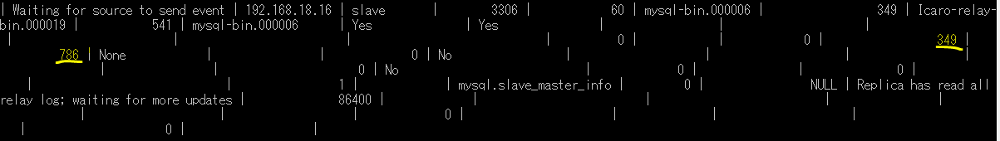 | Waiting for source to send event | 192.168.18.16 | slave | 3306 | 60 | mysql-bin.000006 | 349 | Icaro-relay-
bin.000019 | 541 | mysql-bin.000006 | Yes | Yes | | |
| | | 0 | 0 | 349 |
786 | None | | 0 | No | | |
| | 0 | No | 0 | 0 |
| | 1 | | mysql.slave_master_info | 0 | NULL | Replica has read all
relay log; waiting for more updates | 86400 | | | | |
| | | 0 | | | |
| 0 | |